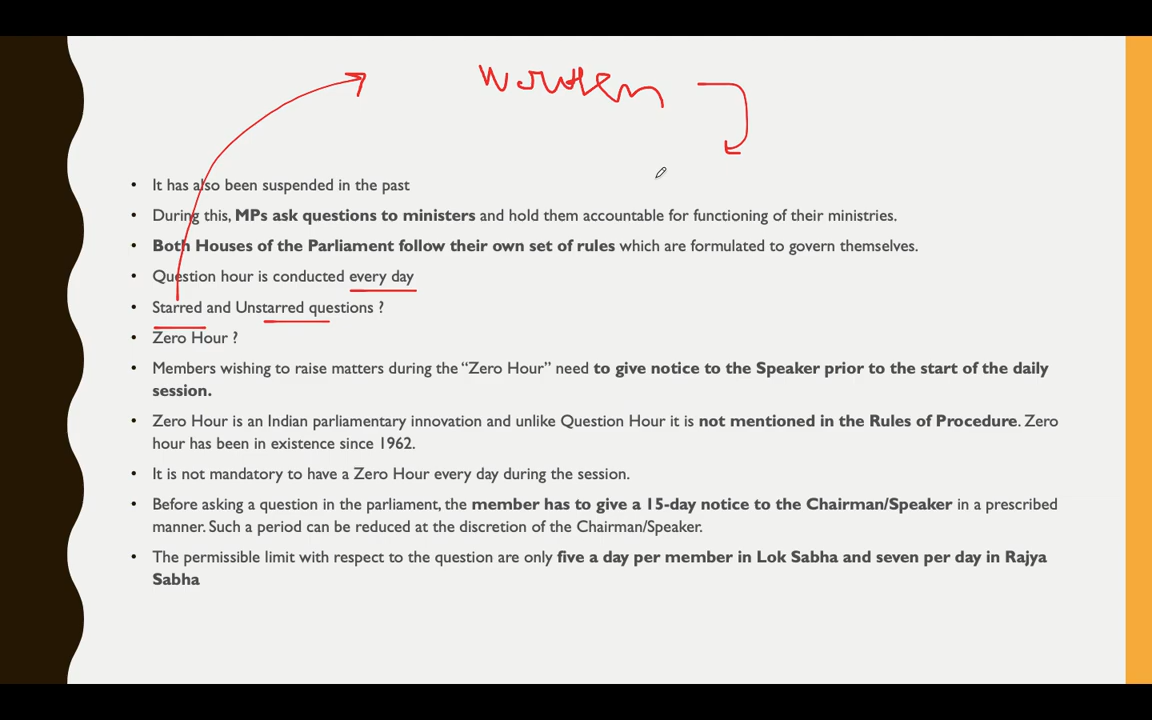 written
• It has also been suspended in the past
• During this, MPs ask questions to ministers and hold them accountable for functioning of their ministries.
• Both Houses of the Parliament follow their own set of rules which are formulated to govern themselves.
• Question hour is conducted every day
• Starred and Unstarred questions ?
• Zero Hour ?
• Members wishing to raise matters during the “Zero Hour” need to give notice to the Speaker prior to the start of the daily
session.
• Zero Hour is an Indian parliamentary innovation and unlike Question Hour it is not mentioned in the Rules of Procedure. Zero
hour has been in existence since 1962.
• It is not mandatory to have a Zero Hour every day during the session.
• Before asking a question in the parliament, the member has to give a 15-day notice to the Chairman/Speaker in a prescribed
manner. Such a period can be reduced at the discretion of the Chairman/Speaker.
• The permissible limit with respect to the question are only five a day per member in Lok Sabha and seven per day in Rajya
Sabha